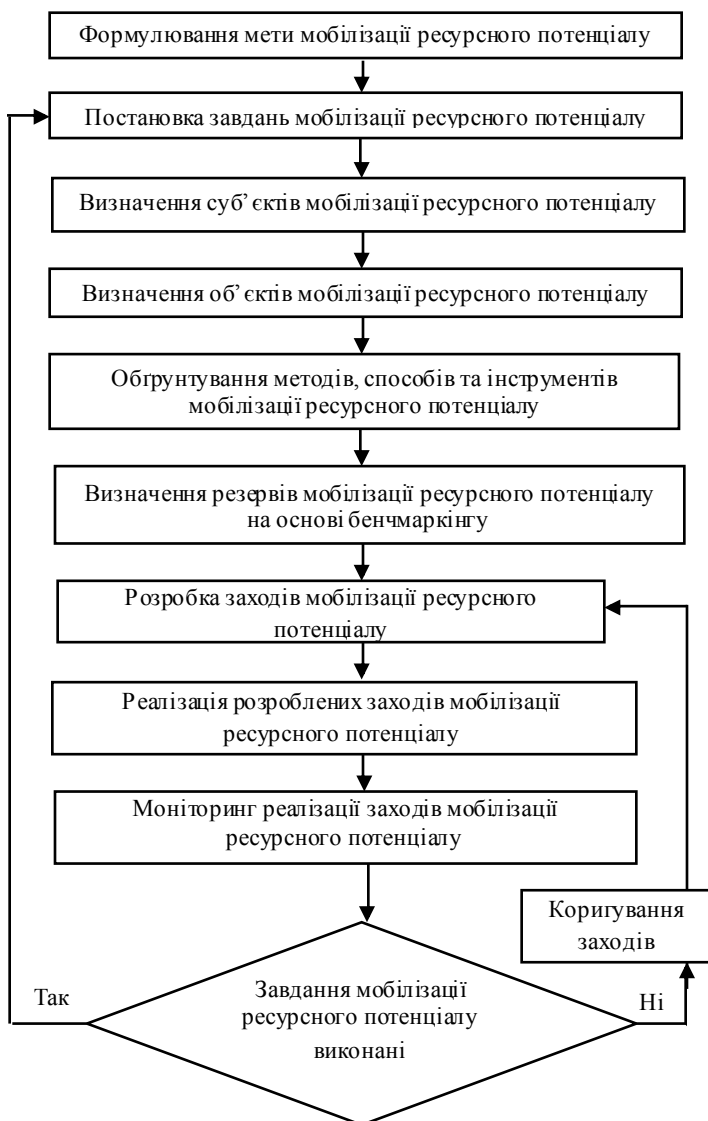 Формулювання мети мобілізації ресурсного потенціалу
Постановка завдань мобілізації ресурсного потенціалу
Визначення суб’єктів мобілізації ресурсного потенціалу
Визначення об’єктів мобілізації ресурсного потенціалу
Обґрунтування методів, способів та інструментів
мобілізації ресурсного потенціалу
Визначення резервів мобілізації ресурсного потенціалу
на основі бенчмаркінгу
Розробка заходів мобілізації ресурсного
потенціалу
Реалізація розроблених заходів мобілізації
ресурсного потенціалу
Моніторинг реалізації заходів мобілізації
ресурсного потенціалу
Коригування
заходів
Так
Завдання мобілізації
ресурсного потенціалу
виконані
Ні